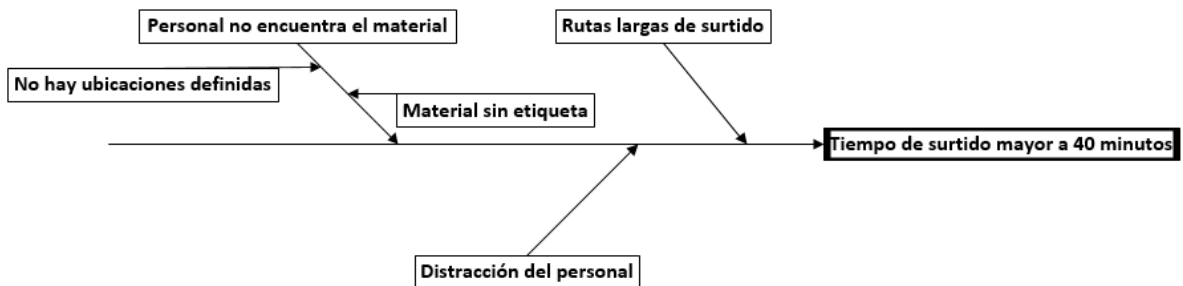 Personal no encuentra el material
Rutas largas de surtido
No hay ubicaciones definidas
Material sin etiqueta
Tiempo de surtido mayor a 40 minutos
Distracción del personal